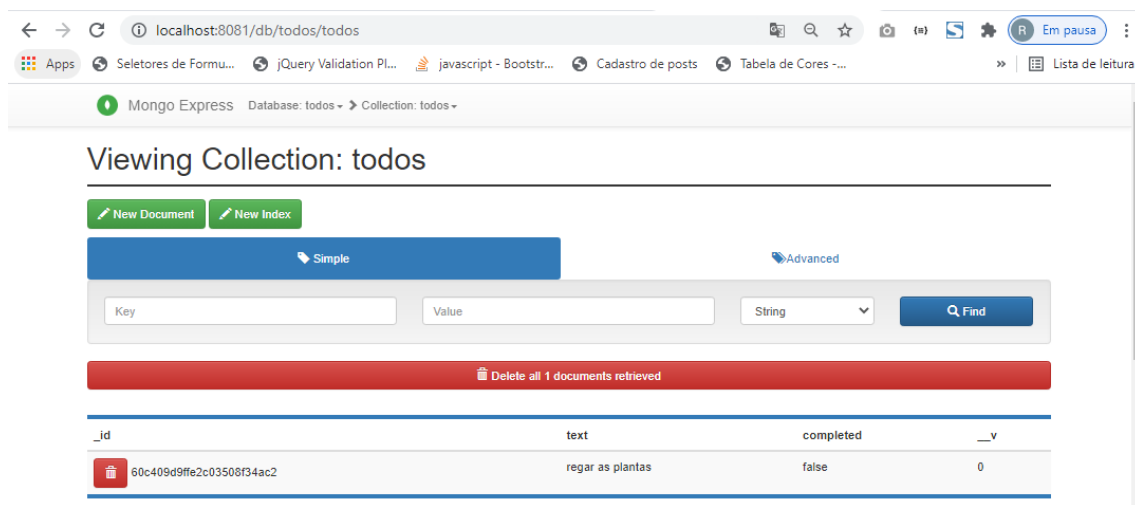 localhost:8081/db/todos/todos
R Em pausa
Apps Seletores de Formu... jQuery Validation Pl... javascript - Bootstr... Cadastro de posts Tabela de Cores -... » Lista de leitura
Mongo Express Database: todos Collection: todos
Viewing Collection: todos
New Document New Index
Simple Advanced
Key Value String Find
Delete all 1 documents retrieved
_id text completed __v
60c409d9ffe2c03508f34ac2 regar as plantas false 0